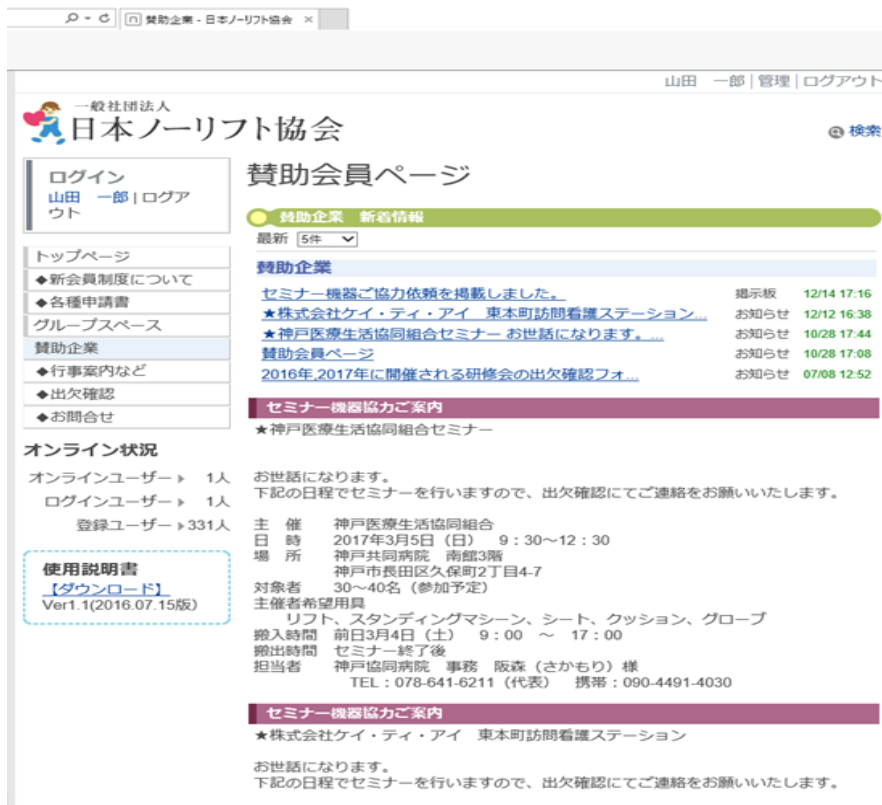 賛助企業 - 日本ノーリフト協会 ×
山田　一郎 | 管理 | ログアウト
一般社団法人
日本ノーリフト協会
検索
ログイン
山田　一郎 | ログア
ウト
トップページ
◆新会員制度について
◆各種申請書
グループスペース
賛助企業
◆行事案内など
◆出欠確認
◆お問合せ
オンライン状況
オンラインユーザー 1人
ログインユーザー 1人
登録ユーザー 331人
使用説明書
【ダウンロード】
Ver1.1(2016.07.15版)
賛助会員ページ
賛助企業　新着情報
最新 5件
賛助企業
セミナー機器ご協力依頼を掲載しました。 掲示板 12/14 17:16
★株式会社ケイ・ティ・アイ　東本町訪問看護ステーション... お知らせ 12/12 16:38
★神戸医療生活協同組合セミナー お世話になります。... お知らせ 10/28 17:44
賛助会員ページ お知らせ 10/28 17:08
2016年,2017年に開催される研修会の出欠確認フォ... お知らせ 07/08 12:52
セミナー機器協力ご案内
★神戸医療生活協同組合セミナー
お世話になります。
下記の日程でセミナーを行いますので、出欠確認にてご連絡をお願いいたします。
主　催　神戸医療生活協同組合
日　時　2017年3月5日（日）　9：30～12：30
場　所　神戸共同病院　南館3階
神戸市長田区久保町2丁目4-7
対象者　30～40名（参加予定）
主催者希望用具
リフト、スタンディングマシーン、シート、クッション、グローブ
搬入時間　前日3月4日（土）　9：00　～　17：00
搬出時間　セミナー終了後
担当者　神戸協同病院　事務　阪森（さかもり）様
TEL：078-641-6211（代表）　携帯：090-4491-4030
セミナー機器協力ご案内
★株式会社ケイ・ティ・アイ　東本町訪問看護ステーション
お世話になります。
下記の日程でセミナーを行いますので、出欠確認にてご連絡をお願いいたします。